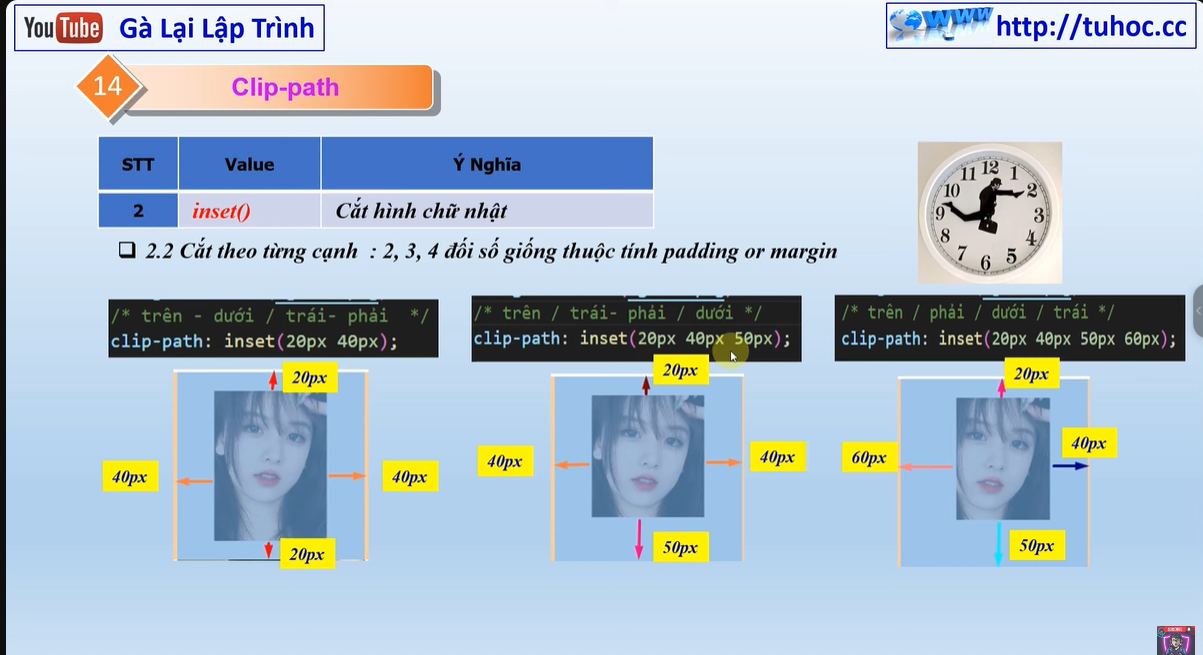 YouTube Gà Lại Lập Trình
www http://tuhoc.cc
14 Clip-path
STT Value Ý Nghĩa
2 inset() Cắt hình chữ nhật
❑ 2.2 Cắt theo từng cạnh : 2, 3, 4 đối số giống thuộc tính padding or margin
/* trên - dưới / trái- phải */
clip-path: inset(20px 40px);
20px
40px
40px
20px
/* trên / trái- phải / dưới */
clip-path: inset(20px 40px 50px);
20px
40px
40px
50px
/* trên / phải / dưới / trái */
clip-path: inset(20px 40px 50px 60px);
20px
60px
40px
50px
11 12 1
10 2
9 3
8 4
7 6 5